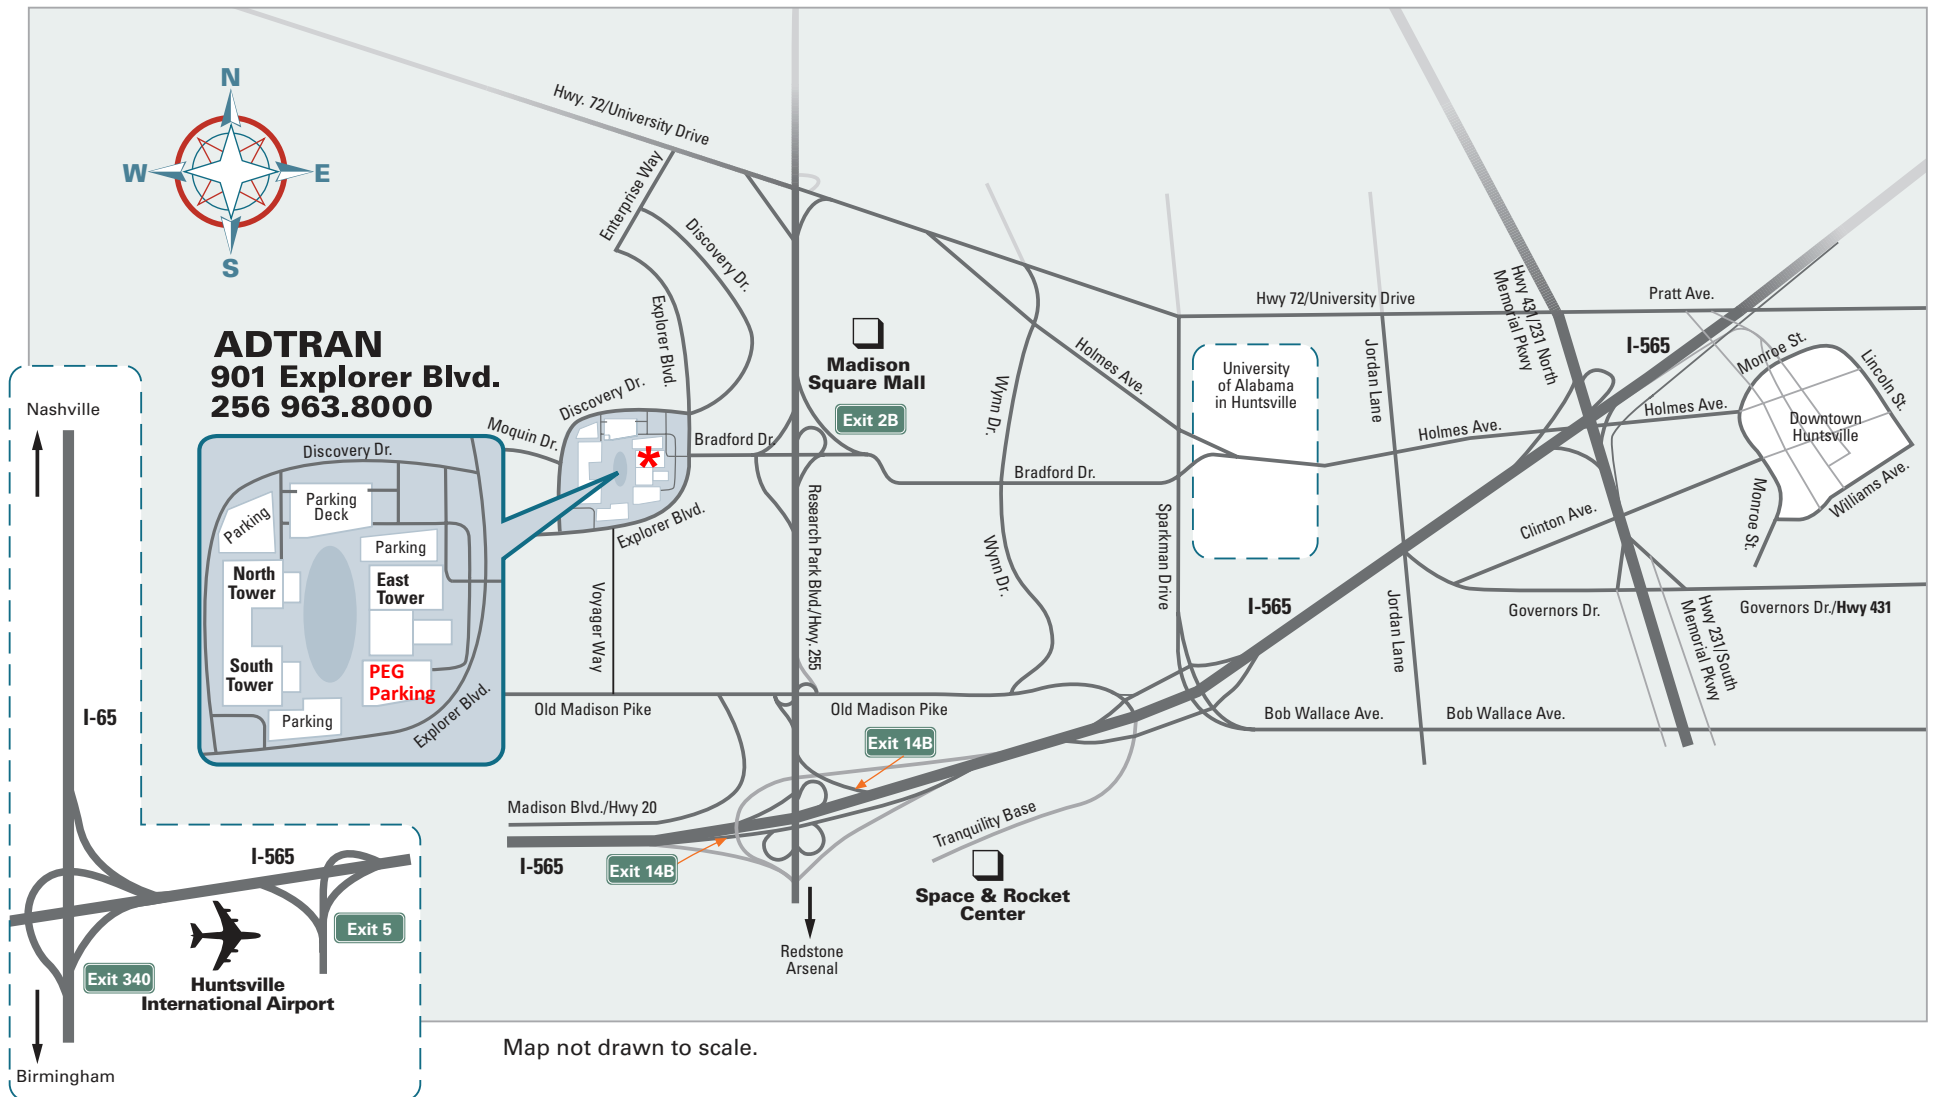 N
W
E
S
Hwy. 72/University Drive
Enterprise Way
Discovery Dr.
Explorer Blvd.
ADTRAN
901 Explorer Blvd.
256 963.8000
Discovery Dr.
Moquin Dr.
*
Bradford Dr.
Explorer Blvd.
Voyager Way
Discovery Dr.
Parking
Parking
Deck
Parking
North
Tower
East
Tower
South
Tower
PEG
Parking
Parking
Explorer Blvd.
Madison
Square Mall
Exit 2B
Research Park Blvd./Hwy. 255
Wynn Dr.
Holmes Ave.
Bradford Dr.
Wynn Dr.
Sparkman Drive
Hwy 72/University Drive
University
of Alabama
in Huntsville
Jordan Lane
Hwy 431/231 North
Memorial Pkwy
Pratt Ave.
I-565
Monroe St.
Lincoln St.
Holmes Ave.
Holmes Ave.
Downtown
Huntsville
Williams Ave.
Monroe St.
Clinton Ave.
I-565
Jordan Lane
Governors Dr.
Governors Dr./Hwy 431
Hwy 231/South
Memorial Pkwy
Old Madison Pike
Old Madison Pike
Bob Wallace Ave.
Bob Wallace Ave.
Exit 14B
Madison Blvd./Hwy 20
I-565
Exit 14B
Tranquility Base
Space & Rocket
Center
Redstone
Arsenal
Nashville
I-65
I-565
Exit 5
Exit 340
Huntsville
International Airport
Birmingham
Map not drawn to scale.